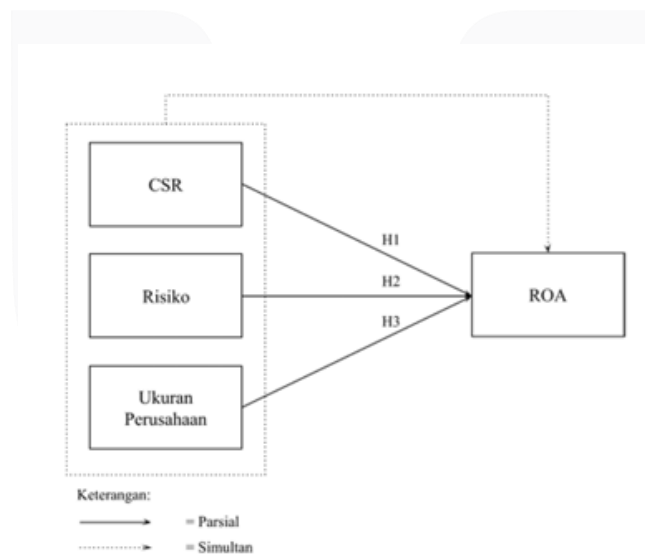 CSR
H1
Risiko
H2
ROA
H3
Ukuran
Perusahaan
Keterangan:
= Parsial
= Simultan